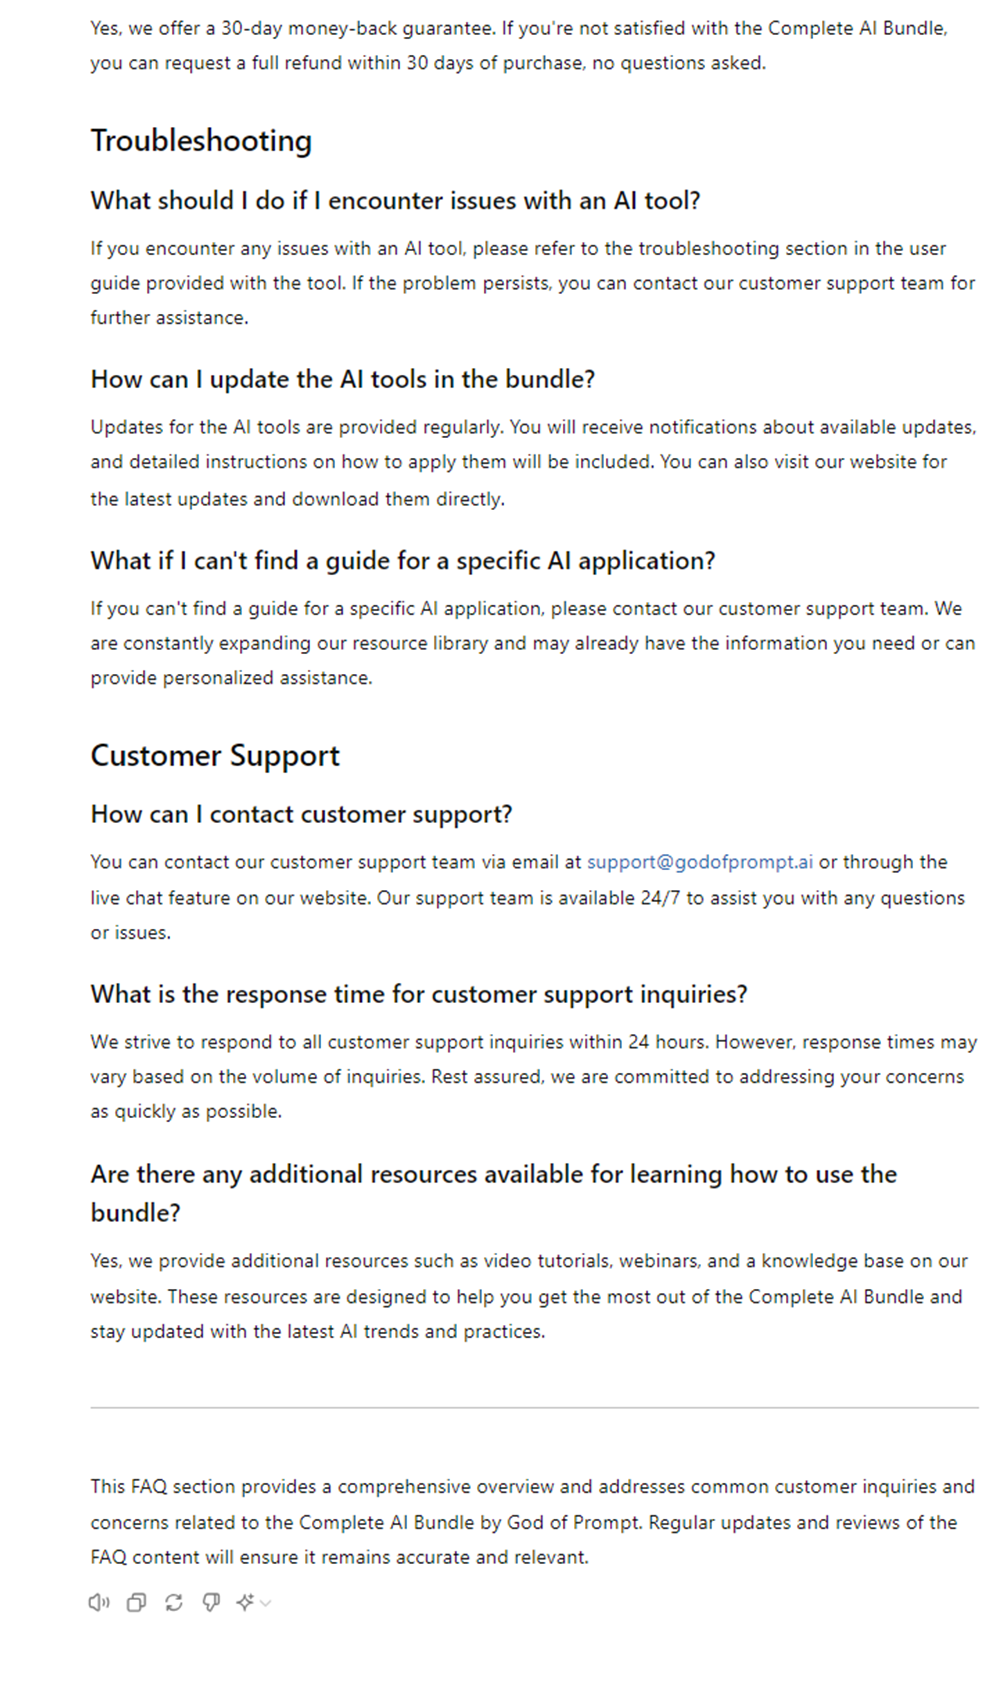 Yes, we offer a 30-day money-back guarantee. If you're not satisfied with the Complete AI Bundle,
you can request a full refund within 30 days of purchase, no questions asked.
Troubleshooting
What should I do if I encounter issues with an AI tool?
If you encounter any issues with an AI tool, please refer to the troubleshooting section in the user
guide provided with the tool. If the problem persists, you can contact our customer support team for
further assistance.
How can I update the AI tools in the bundle?
Updates for the AI tools are provided regularly. You will receive notifications about available updates,
and detailed instructions on how to apply them will be included. You can also visit our website for
the latest updates and download them directly.
What if I can't find a guide for a specific AI application?
If you can't find a guide for a specific AI application, please contact our customer support team. We
are constantly expanding our resource library and may already have the information you need or can
provide personalized assistance.
Customer Support
How can I contact customer support?
You can contact our customer support team via email at support@godofprompt.ai or through the
live chat feature on our website. Our support team is available 24/7 to assist you with any questions
or issues.
What is the response time for customer support inquiries?
We strive to respond to all customer support inquiries within 24 hours. However, response times may
vary based on the volume of inquiries. Rest assured, we are committed to addressing your concerns
as quickly as possible.
Are there any additional resources available for learning how to use the
bundle?
Yes, we provide additional resources such as video tutorials, webinars, and a knowledge base on our
website. These resources are designed to help you get the most out of the Complete AI Bundle and
stay updated with the latest AI trends and practices.
This FAQ section provides a comprehensive overview and addresses common customer inquiries and
concerns related to the Complete AI Bundle by God of Prompt. Regular updates and reviews of the
FAQ content will ensure it remains accurate and relevant.